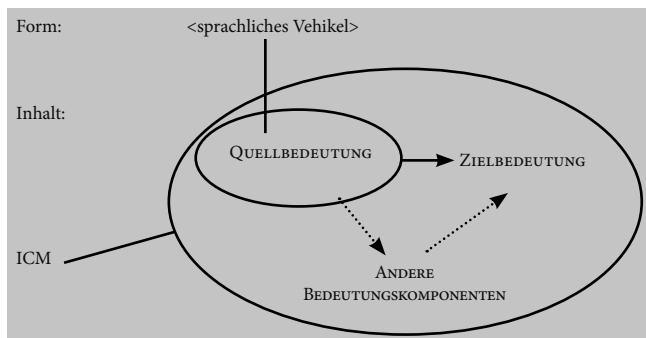 Form: <sprachliches Vehikel>
Inhalt:
QUELLBEDEUTUNG
ZIELBEDEUTUNG
ICM
ANDERE
BEDEUTUNGSKOMPONENTEN